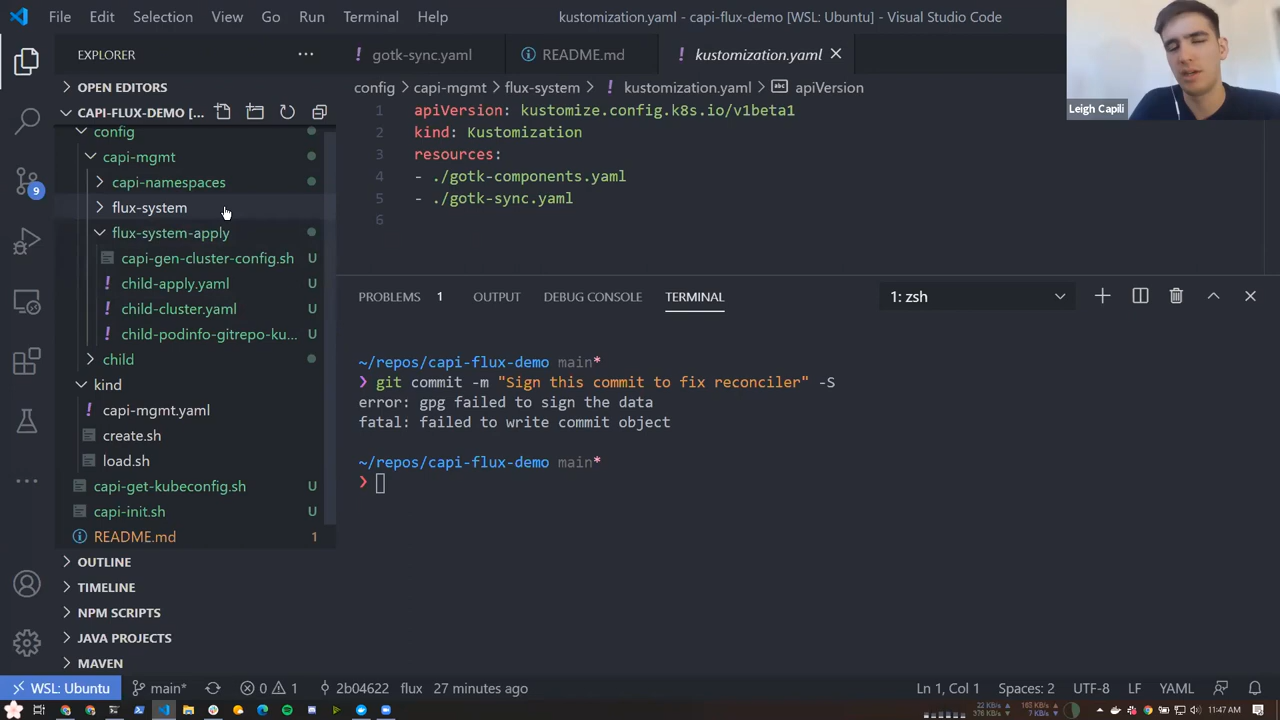 File Edit Selection View Go Run Terminal Help
kustomization.yaml - capi-flux-demo [WSL: Ubuntu] - Visual Studio Code
EXPLORER
OPEN EDITORS
CAPI-FLUX-DEMO [...
config
capi-mgmt
capi-namespaces
flux-system
flux-system-apply
capi-gen-cluster-config.sh U
child-apply.yaml U
child-cluster.yaml U
child-podinfo-gitrepo-ku... U
child
kind
capi-mgmt.yaml
create.sh
load.sh
capi-get-kubeconfig.sh U
capi-init.sh U
README.md 1
OUTLINE
TIMELINE
NPM SCRIPTS
JAVA PROJECTS
MAVEN
9
gotk-sync.yaml
README.md
kustomization.yaml
config > capi-mgmt > flux-system > kustomization.yaml > apiVersion
1 apiVersion: kustomize.config.k8s.io/v1beta1
2 kind: Kustomization
3 resources:
4 - ./gotk-components.yaml
5 - ./gotk-sync.yaml
6
Leigh Capili
PROBLEMS 1 OUTPUT DEBUG CONSOLE TERMINAL
1: zsh
~/repos/capi-flux-demo main*
❯ git commit -m "Sign this commit to fix reconciler" -S
error: gpg failed to sign the data
fatal: failed to write commit object
~/repos/capi-flux-demo main*
❯
WSL: Ubuntu main* 0 1 2b04622 flux 27 minutes ago
Ln 1, Col 1 Spaces: 2 UTF-8 LF YAML
11:47 AM